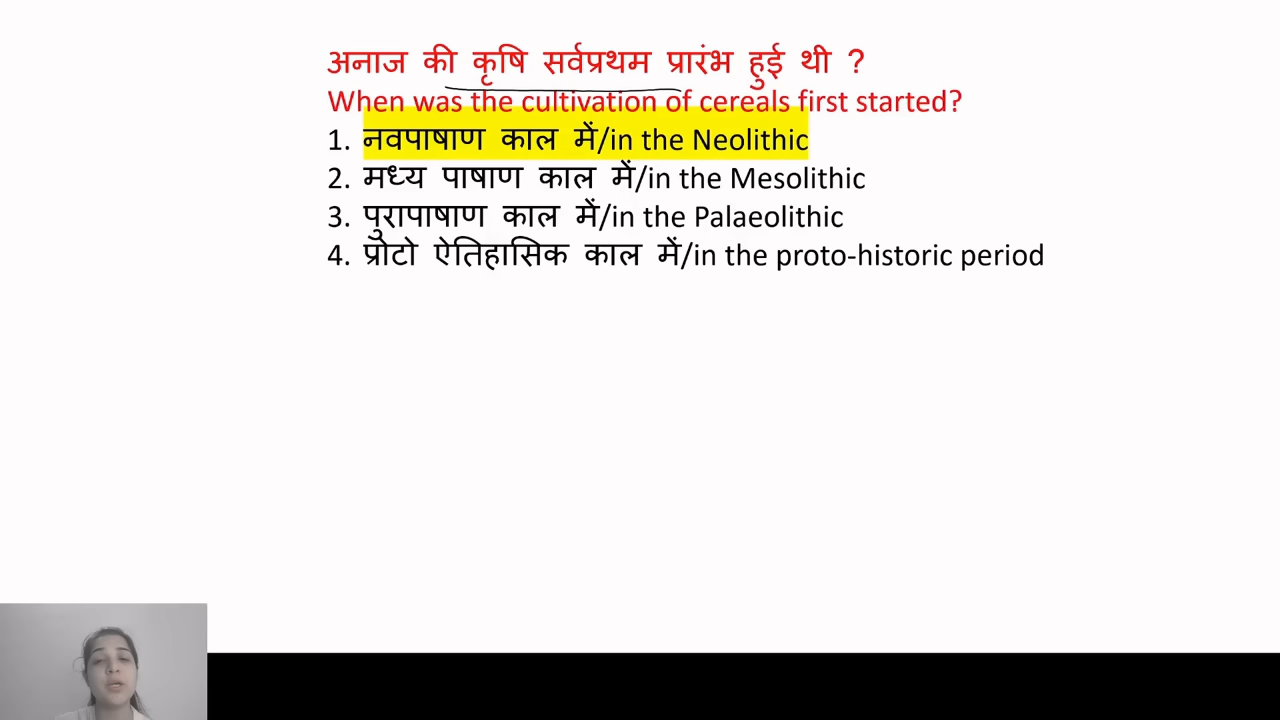 अनाज की कृषि सर्वप्रथम प्रारंभ हुई थी ?
When was the cultivation of cereals first started?
1. नवपाषाण काल में/in the Neolithic
2. मध्य पाषाण काल में/in the Mesolithic
3. पुरापाषाण काल में/in the Palaeolithic
4. प्रोटो ऐतिहासिक काल में/in the proto-historic period